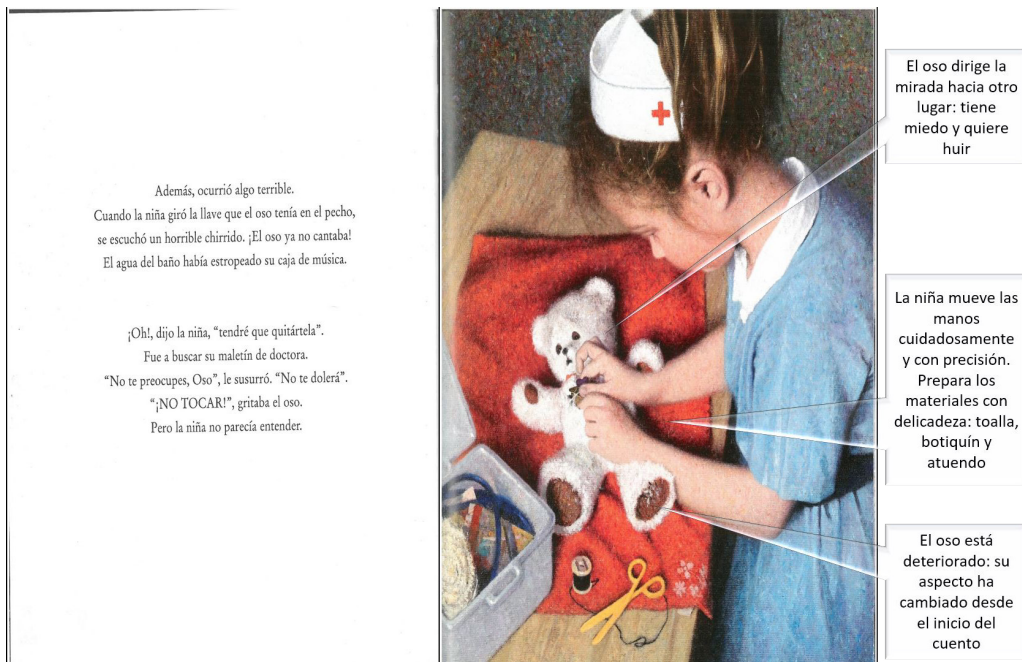 Además, ocurrió algo terrible.
Cuando la niña giró la llave que el oso tenía en el pecho,
se escuchó un horrible chirrido. ¡El oso ya no cantaba!
El agua del baño había estropeado su caja de música.
¡Oh!, dijo la niña, “tendré que quitártela”.
Fue a buscar su maletín de doctora.
“No te preocupes, Oso”, le susurró. “No te dolerá”.
“¡NO TOCAR!”, gritaba el oso.
Pero la niña no parecía entender.
El oso dirige la
mirada hacia otro
lugar: tiene
miedo y quiere
huir
La niña mueve las
manos
cuidadosamente
y con precisión.
Prepara los
materiales con
delicadeza: toalla,
botiquín y
atuendo
El oso está
deteriorado: su
aspecto ha
cambiado desde
el inicio del
cuento